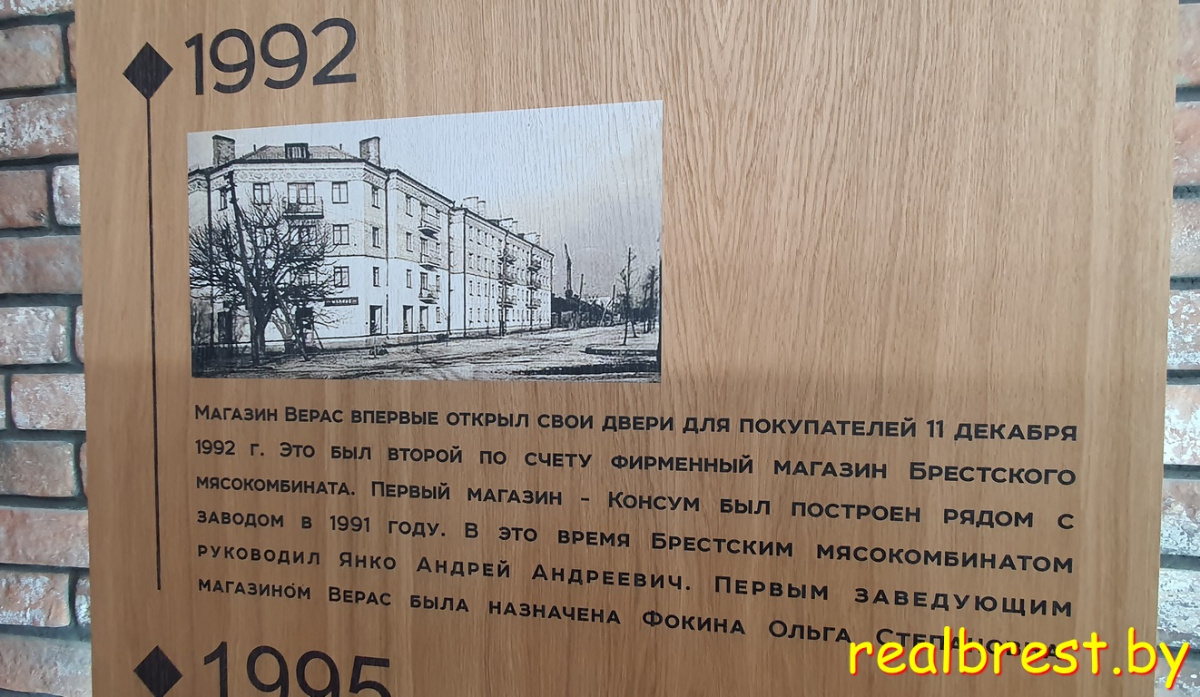 1992
Магазин Верас впервые открыл свои двери для покупателей 11 декабря
1992 г. Это был второй по счету фирменный магазин Брестского
мясокомбината. Первый магазин - Консум был построен рядом с
заводом в 1991 году. В это время Брестским мясокомбинатом
руководил Янко Андрей Андреевич. Первым заведующим
магазином Верас была назначена Фокина Ольга Степановна.
realbrest.by
1995